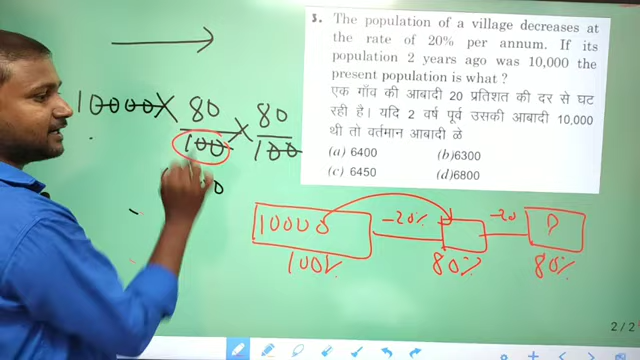 3. The population of a village decreases at
the rate of 20% per annum. If its
population 2 years ago was 10,000 the
present population is what ?
एक गाँव की आबादी 20 प्रतिशत की दर से घट
रही है। यदि 2 वर्ष पूर्व उसकी आबादी 10,000
थी तो वर्तमान आबादी ळे
(a) 6400 (b)6300
(c) 6450 (d)6800
10000 × 80/100 × 80/100
10000 -20% -20 P
100% 80% 80%
2/2